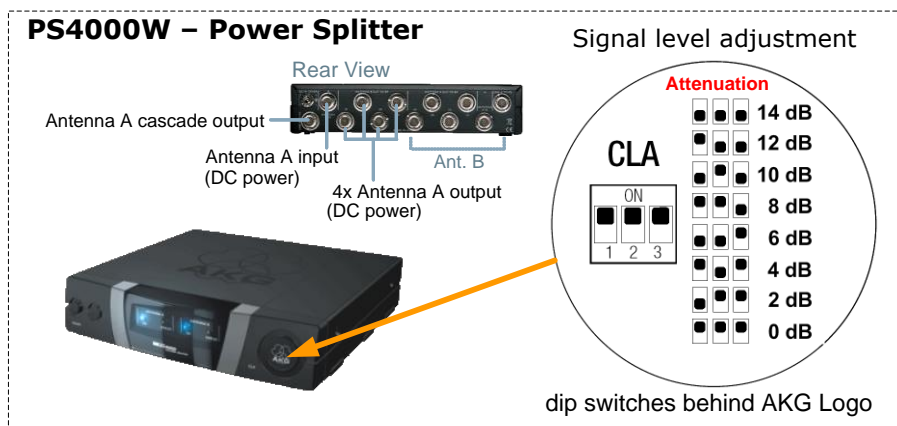 PS4000W – Power Splitter
Rear View
Antenna A cascade output
Antenna A input
(DC power)
4x Antenna A output
(DC power)
Ant. B
AKG
Signal level adjustment
Attenuation
CLA
ON
1 2 3
14 dB
12 dB
10 dB
8 dB
6 dB
4 dB
2 dB
0 dB
dip switches behind AKG Logo